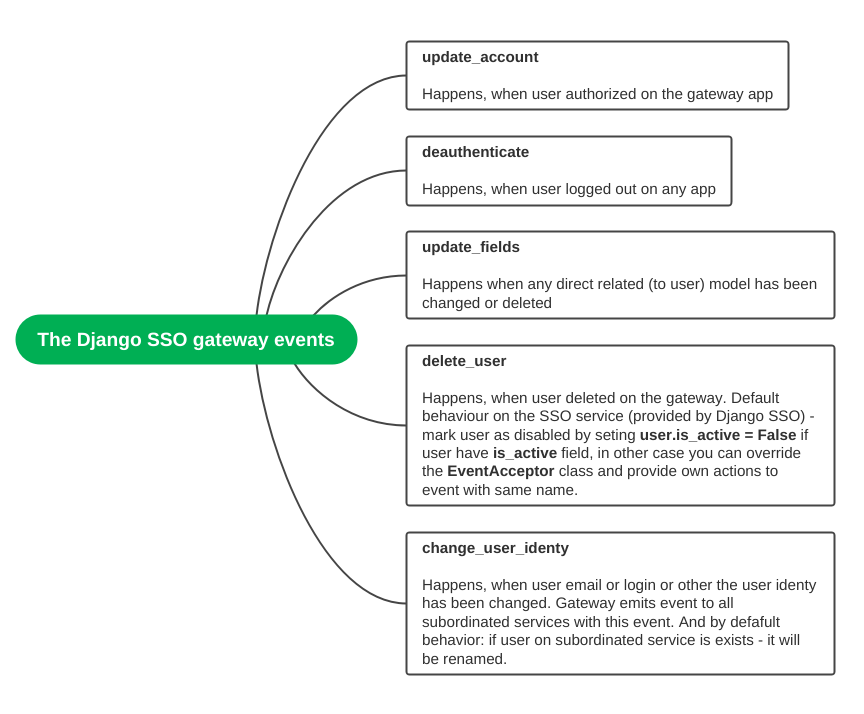 update_account
Happens, when user authorized on the gateway app
deauthenticate
Happens, when user logged out on any app
update_fields
Happens when any direct related (to user) model has been
changed or deleted
The Django SSO gateway events
delete_user
Happens, when user deleted on the gateway. Default
behaviour on the SSO service (provided by Django SSO) -
mark user as disabled by seting user.is_active = False if
user have is_active field, in other case you can override
the EventAcceptor class and provide own actions to
event with same name.
change_user_identy
Happens, when user email or login or other the user identy
has been changed. Gateway emits event to all
subordinated services with this event. And by defafult
behavior: if user on subordinated service is exists - it will
be renamed.